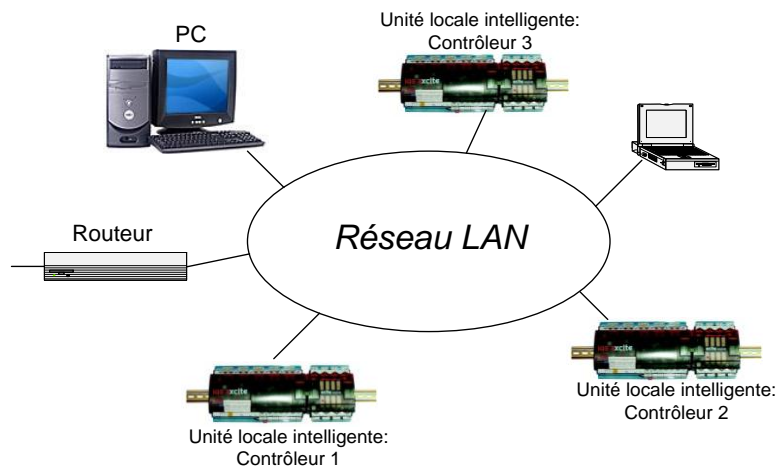 Unité locale intelligente:
Contrôleur 3
PC
Routeur
Réseau LAN
Unité locale intelligente:
Contrôleur 2
Unité locale intelligente:
Contrôleur 1